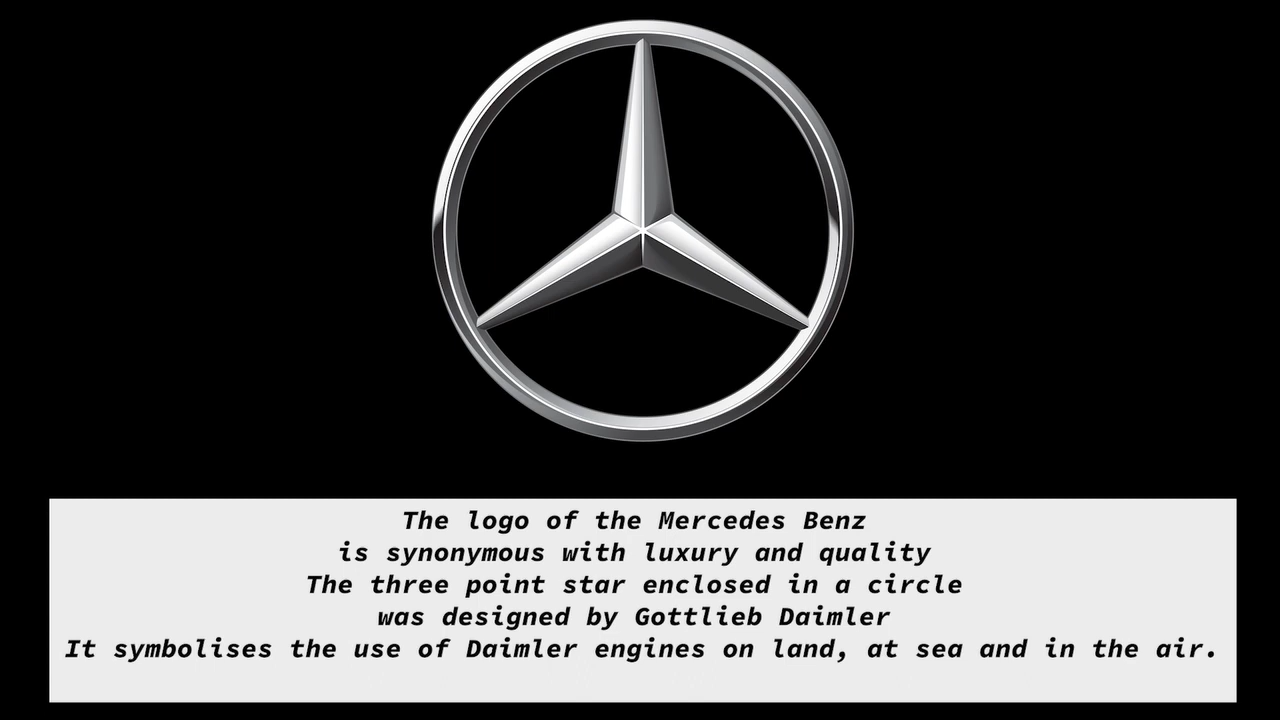 The logo of the Mercedes Benz
is synonymous with luxury and quality
The three point star enclosed in a circle
was designed by Gottlieb Daimler
It symbolises the use of Daimler engines on land, at sea and in the air.